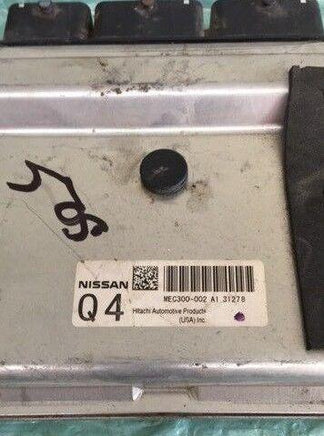 NISSAN
Q4
MEC300-002 A1 31278
Hitachi Automotive Products
(USA) Inc.